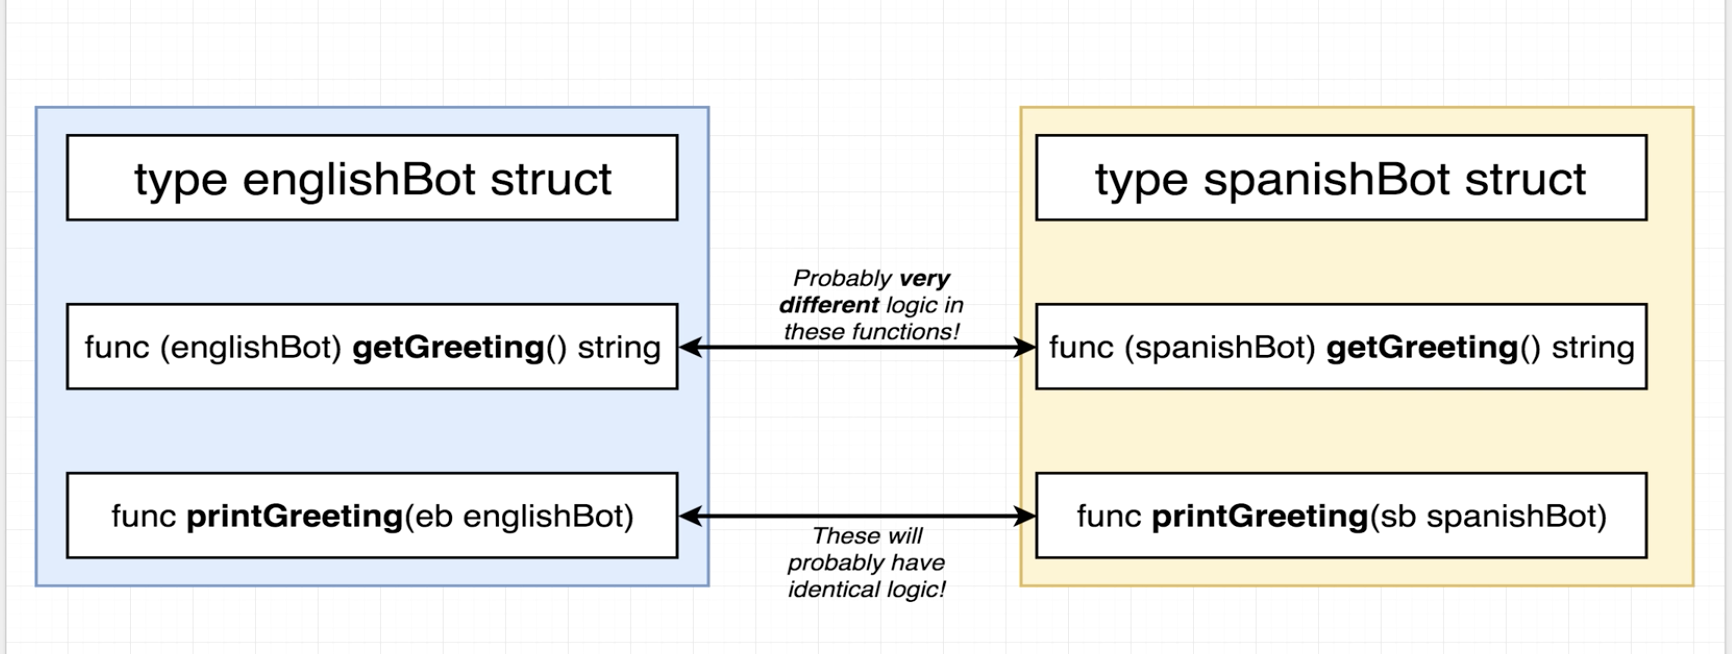 type englishBot struct
type spanishBot struct
Probably very
different logic in
these functions!
func (englishBot) getGreeting() string
func (spanishBot) getGreeting() string
func printGreeting(eb englishBot)
func printGreeting(sb spanishBot)
These will
probably have
identical logic!